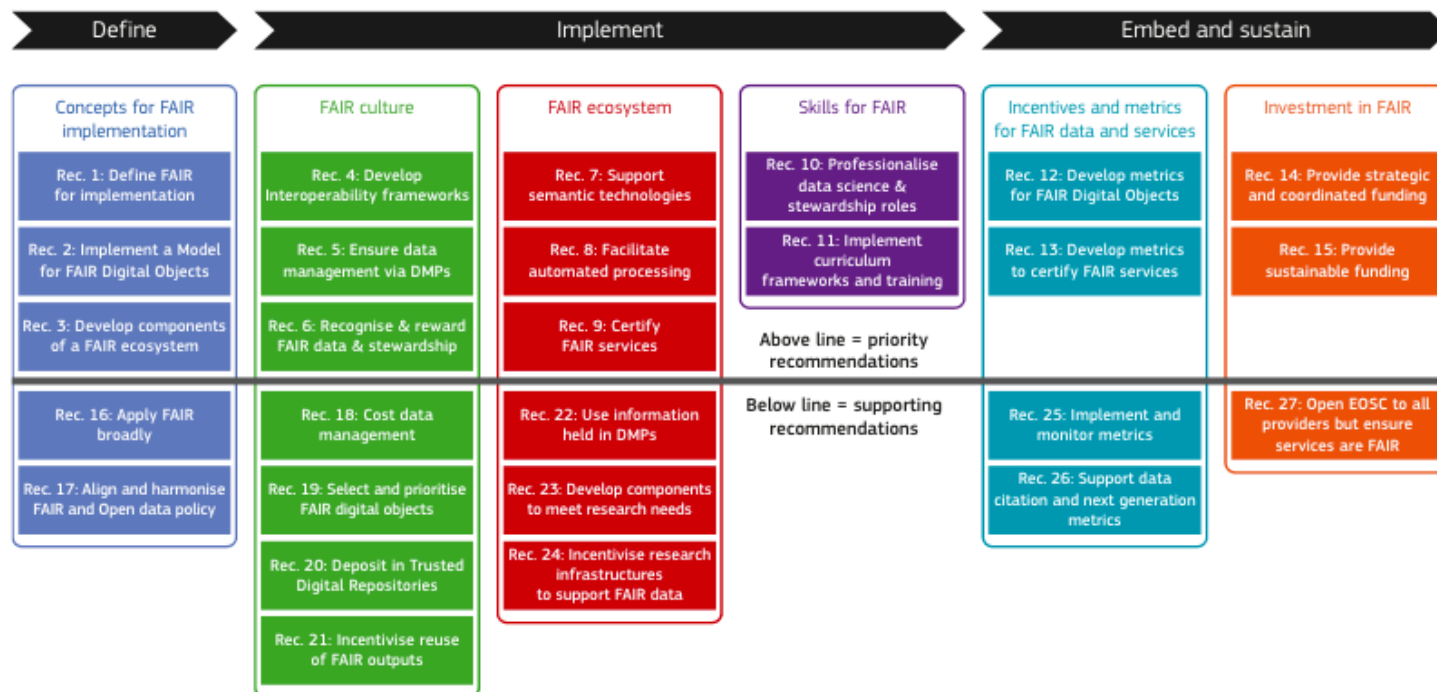 Define
Implement
Embed and sustain
Concepts for FAIR
implementation
Rec. 1: Define FAIR
for implementation
Rec. 2: Implement a Model
for FAIR Digital Objects
Rec. 3: Develop components
of a FAIR ecosystem
Rec. 16: Apply FAIR
broadly
Rec. 17: Align and harmonise
FAIR and Open data policy
FAIR culture
Rec. 4: Develop
Interoperability frameworks
Rec. 5: Ensure data
management via DMPs
Rec. 6: Recognise & reward
FAIR data & stewardship
Rec. 18: Cost data
management
Rec. 19: Select and prioritise
FAIR digital objects
Rec. 20: Deposit in Trusted
Digital Repositories
Rec. 21: Incentivise reuse
of FAIR outputs
FAIR ecosystem
Rec. 7: Support
semantic technologies
Rec. 8: Facilitate
automated processing
Rec. 9: Certify
FAIR services
Rec. 22: Use information
held in DMPs
Rec. 23: Develop components
to meet research needs
Rec. 24: Incentivise research
infrastructures
to support FAIR data
Skills for FAIR
Rec. 10: Professionalise
data science &
stewardship roles
Rec. 11: Implement
curriculum
frameworks and training
Above line = priority
recommendations
Below line = supporting
recommendations
Incentives and metrics
for FAIR data and services
Rec. 12: Develop metrics
for FAIR Digital Objects
Rec. 13: Develop metrics
to certify FAIR services
Rec. 25: Implement and
monitor metrics
Rec. 26: Support data
citation and next generation
metrics
Investment in FAIR
Rec. 14: Provide strategic
and coordinated funding
Rec. 15: Provide
sustainable funding
Rec. 27: Open EOSC to all
providers but ensure
services are FAIR